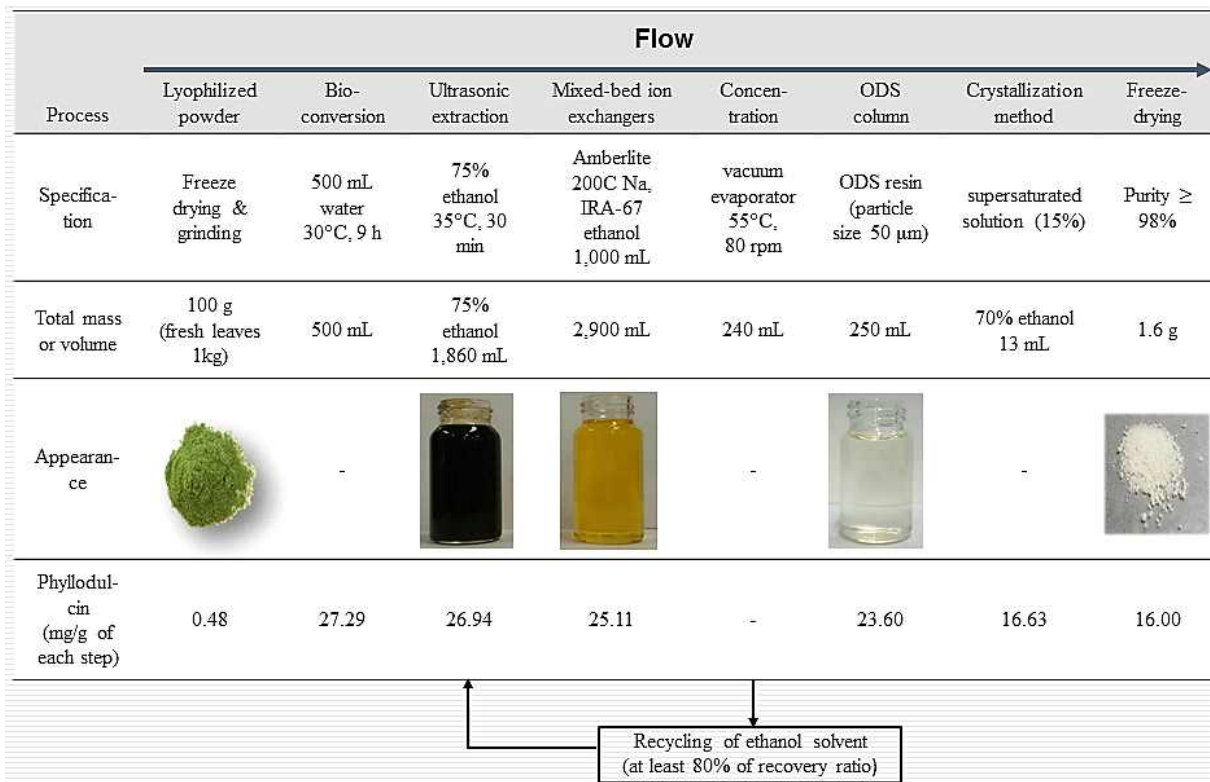 Flow
Process
Lyophilized
powder
Bio-
conversion
Ultrasonic
extraction
Mixed-bed ion
exchangers
Concen-
tration
ODS
column
Crystallization
method
Freeze-
drying
Specifica-
tion
Freeze
drying &
grinding
500 mL
water
30°C, 9 h
75%
ethanol
30
min
Amberlite
200C Na,
IRA 67
ethanol
1,000 mL
vacuum
evaporator
55°C,
80 rpm
ODS resin
(particle
size μm)
supersaturated
solution (15%)
Purity ≥
98%
Total mass
or volume
100 g
(fresh leaves
1kg)
500 mL
75%
ethanol
1,860 mL
2,900 mL
240 mL
250 mL
70% ethanol
13 mL
1.6 g
Appearan-
ce
-
-
-
Phyllodul-
cin
(mg/g of
each step)
0.48
27.29
26.94
-
16.63
16.00
Recycling of ethanol solvent
(at least 80% of recovery ratio)